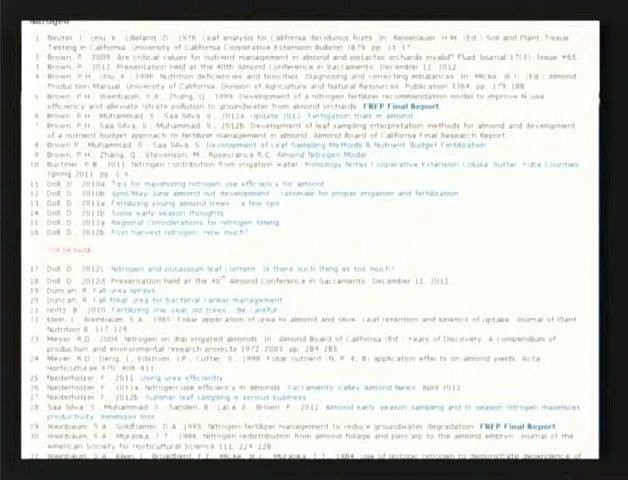 Nitrogen
1 Beutel, J., Uriu, K., Lilleland, O., 1978. Leaf analysis for California deciduous fruits. In: Reisenauer, H.M. (Ed.) Soil and Plant Tissue
Testing in California. University of California Cooperative Extension Bulletin 1879. pp. 15-17.
2 Brown, P., 2009. Are critical values for nutrient management in almond and pistachio orchards invalid? Fluid Journal 17(3). Issue #65.
3 Brown, P., 2012. Presentation held at the 40th Almond Conference in Sacramento, December 12, 2012.
4 Brown, P.H., Uriu, K., 1996. Nutrition deficiencies and toxicities. Diagnosing and correcting imbalances. In: Micke, W.C. (Ed.) Almond
Production Manual. University of California, Division of Agriculture and Natural Resources. Publication 3364. pp. 179-188.
5 Brown, P.H., Weinbaum, S.A., Zhang, Q., 1999. Development of a nitrogen fertilizer recommendation model to improve N use
efficiency and alleviate nitrate pollution to groundwater from almond orchards. FREP Final Report
6 Brown, P.H., Muhammad, S., Saa Silva, S., 2012a. Update 2012: Fertigation trials in almond
7 Brown, P.H., Saa Silva, S., Muhammad, S., 2012b. Development of leaf sampling interpretation methods for almond and development
of a nutrient budget approach to fertilizer management in almond. Almond Board of California Final Research Report.
8 Brown, P., Muhammad, S., Saa Silva, S. Development of Leaf Sampling Methods & Nutrient Budget Fertilization
9 Brown, P.H., Zhang, Q., Stevenson, M., Rosecrance R.C. Almond Nitrogen Model
10 Buchner, R.P., 2011. Nitrogen contribution from irrigation water. Pomology Notes Cooperative Extension Colusa Sutter Yuba Counties,
Spring 2011. pp.
11 Doll, D., 2010a. Tips for maximizing nitrogen use efficiency for almond
12 Doll, D., 2010b. April/May/June almond nut development - rationale for proper irrigation and fertilization
13 Doll, D., 2011a. Fertilizing young almond trees - a few tips
14 Doll, D., 2011b. Some early season thoughts
15 Doll, D., 2012a. Regional considerations for nitrogen timing
16 Doll, D., 2012b. Post harvest nitrogen: How much?
17 Doll, D., 2012c. Nitrogen and potassium leaf content. Is there such thing as too much?
18 Doll, D., 2012d. Presentation held at the 40th Almond Conference in Sacramento, December 12, 2012.
19 Duncan, R. Fall urea sprays
20 Duncan, R. Fall foliar urea for bacterial canker management
21 Holtz, B., 2010. Fertilizing one year old trees - Be careful!
22 Klein, I., Weinbaum, S.A., 1985. Foliar application of urea to almond and olive: Leaf retention and kinetics of uptake. Journal of Plant
Nutrition 8: 117-129.
23 Meyer, R.D., 2004. Nitrogen on drip irrigated almonds. In: Almond Board of California (Ed.) Years of Discovery. A compendium of
production and environmental research projects 1972-2003. pp. 284-285.
24 Meyer, R.D., Deng, J., Edstrom, J.P., Cutter, S., 1998. Foliar nutrient (N, P, K, B) application effects on almond yields. Acta
Horticulturae 470: 406-411.
25 Niederholzer, F., 2011. Using urea efficiently
26 Niederholzer, F., 2012a. Nitrogen use efficiency in almonds. Sacramento Valley Almond News, April 2012
27 Niederholzer, F., 2012b. Summer leaf sampling is serious business
28 Saa Silva, S., Muhammad, S., Sanden, B., Laca, E., Brown, P., 2012. Almond early season sampling and in season nitrogen maximizes
productivity, minimizes loss
29 Weinbaum, S.A., Goldhamer, D.A., 1995. Nitrogen fertilizer management to reduce groundwater degradation. FREP Final Report
30 Weinbaum, S.A., Muraoka, T.T., 1986. Nitrogen redistribution from almond foliage and pericarp to the almond embryo. Journal of the
American Society for Horticultural Science 111: 224-228.
31 Weinbaum, S.A., Klein, I., Broadbent, F.E., Micke, W.C., Muraoka, T.T., 1984. Use of isotopic nitrogen to demonstrate dependence of